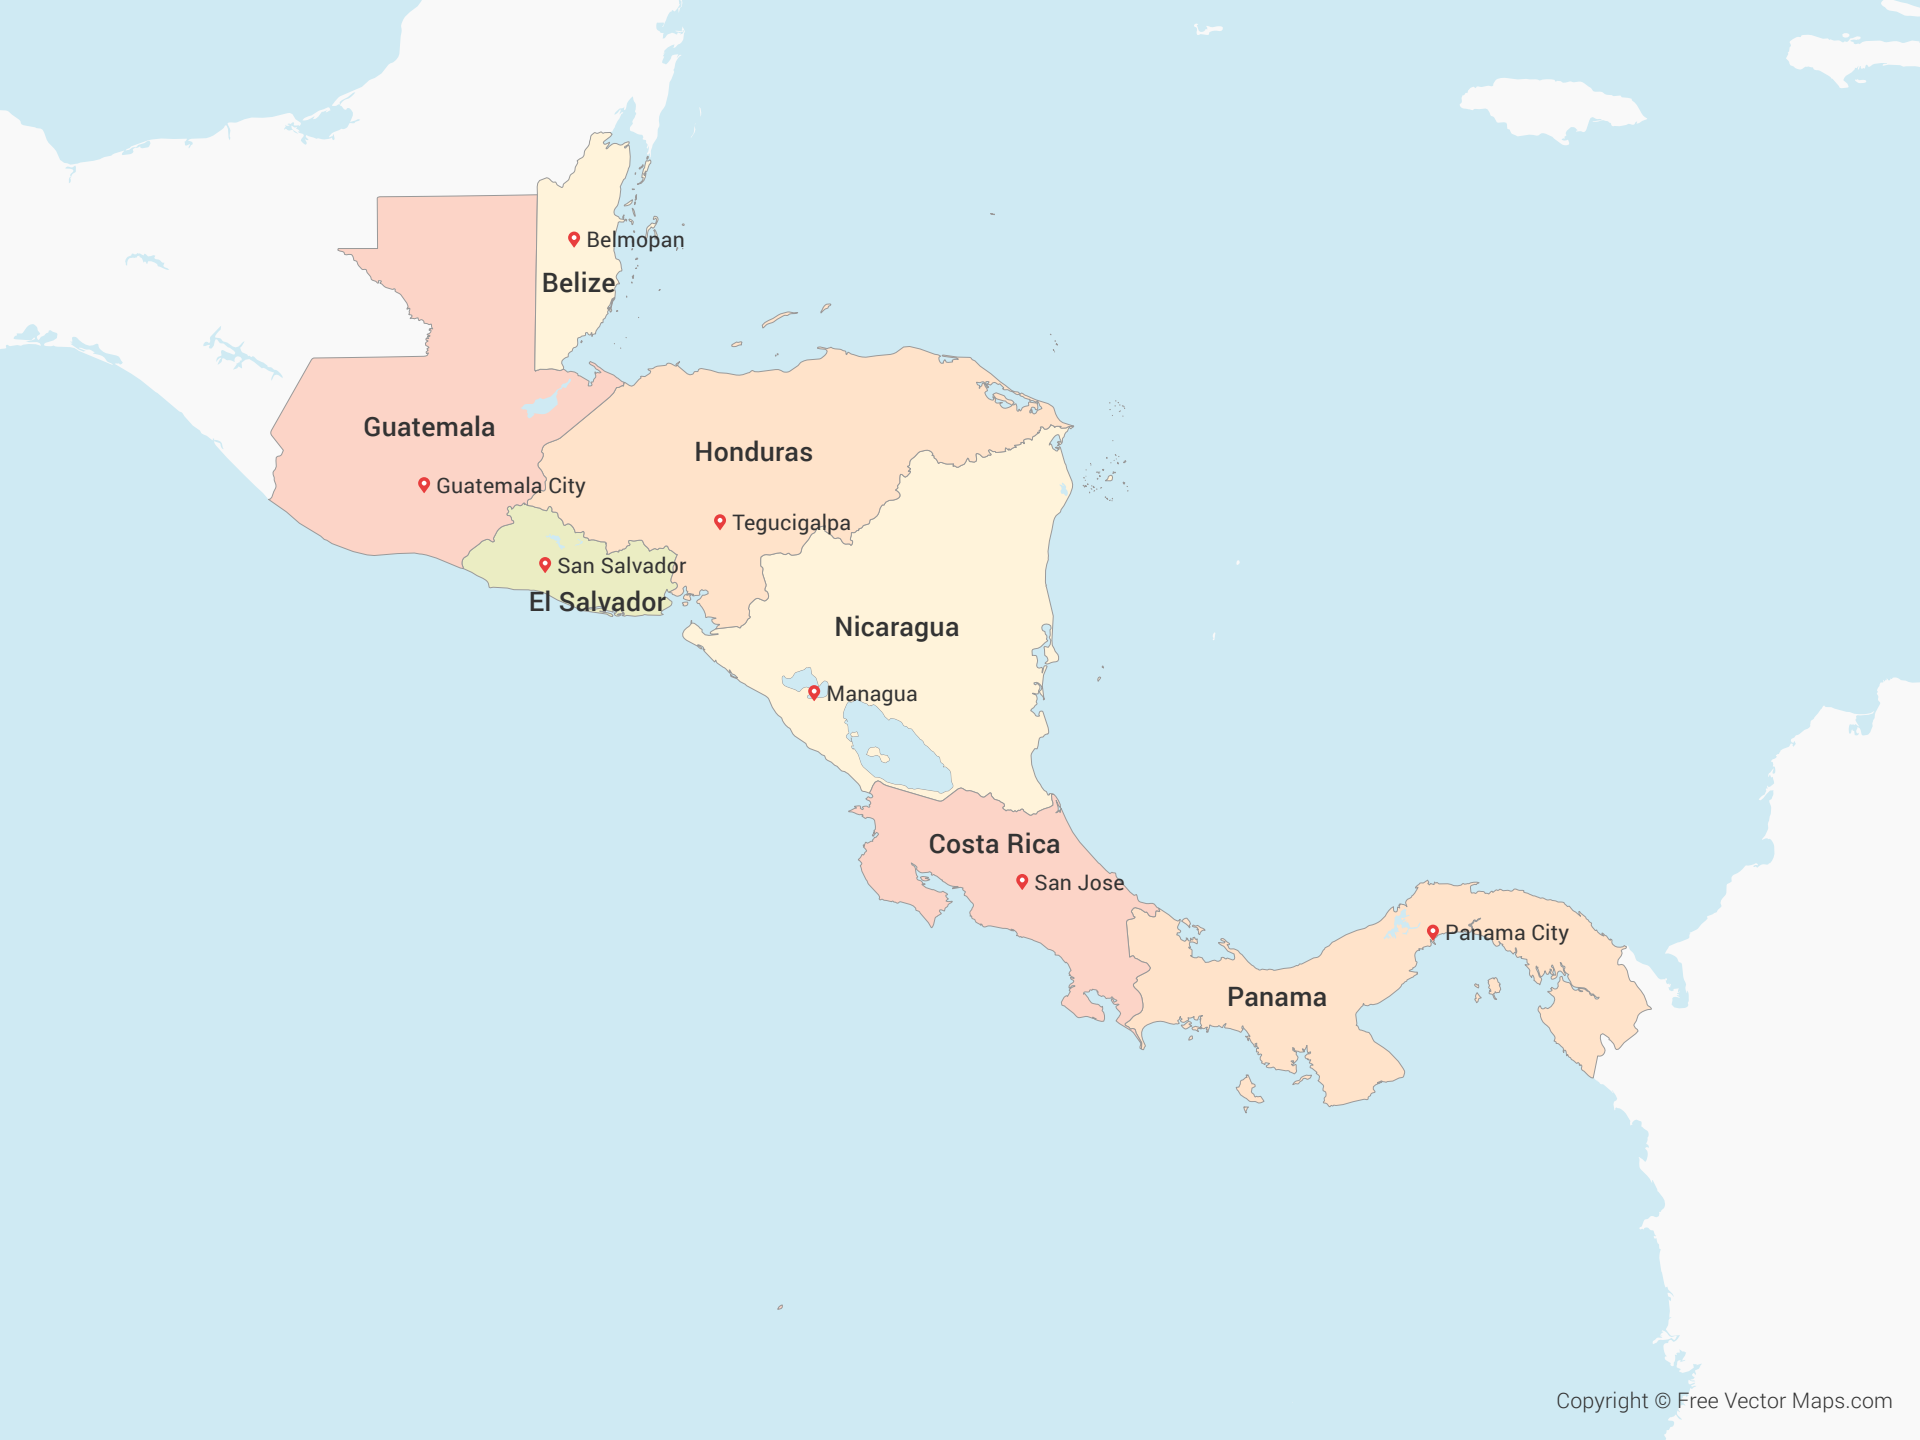 Belmopan
Belize
Guatemala
Honduras
Guatemala City
Tegucigalpa
San Salvador
El Salvador
Nicaragua
Managua
Costa Rica
San Jose
Panama City
Panama
Copyright © Free Vector Maps.com